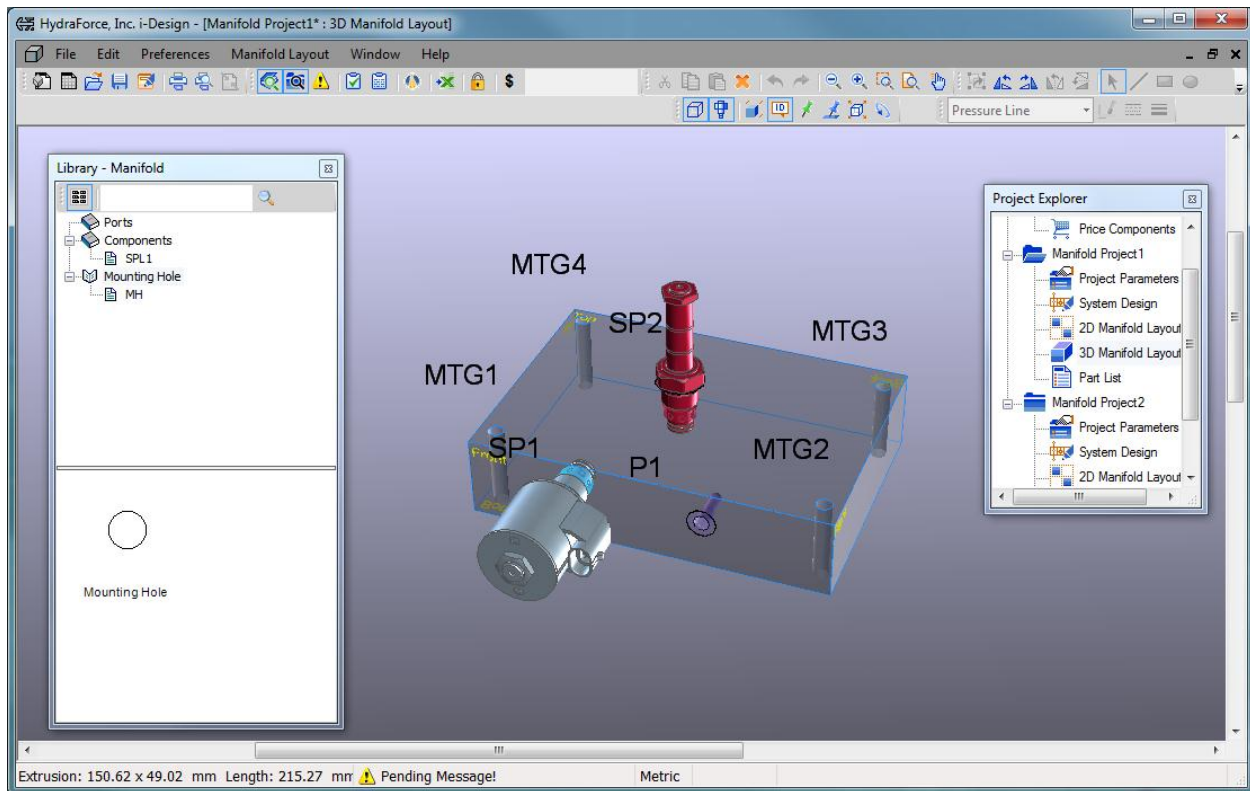 HydraForce, Inc. i-Design - [Manifold Project1* : 3D Manifold Layout]
File Edit Preferences Manifold Layout Window Help
$
ID
Pressure Line
Library - Manifold
Ports
Components
SPL1
Mounting Hole
MH
Mounting Hole
MTG4
SP2
MTG3
MTG1
SP1
P1
MTG2
Front
Project Explorer
Price Components
Manifold Project1
Project Parameters
System Design
2D Manifold Layout
3D Manifold Layout
Part List
Manifold Project2
Project Parameters
System Design
2D Manifold Layout
Extrusion: 150.62 x 49.02 mm Length: 215.27 mm Pending Message! Metric